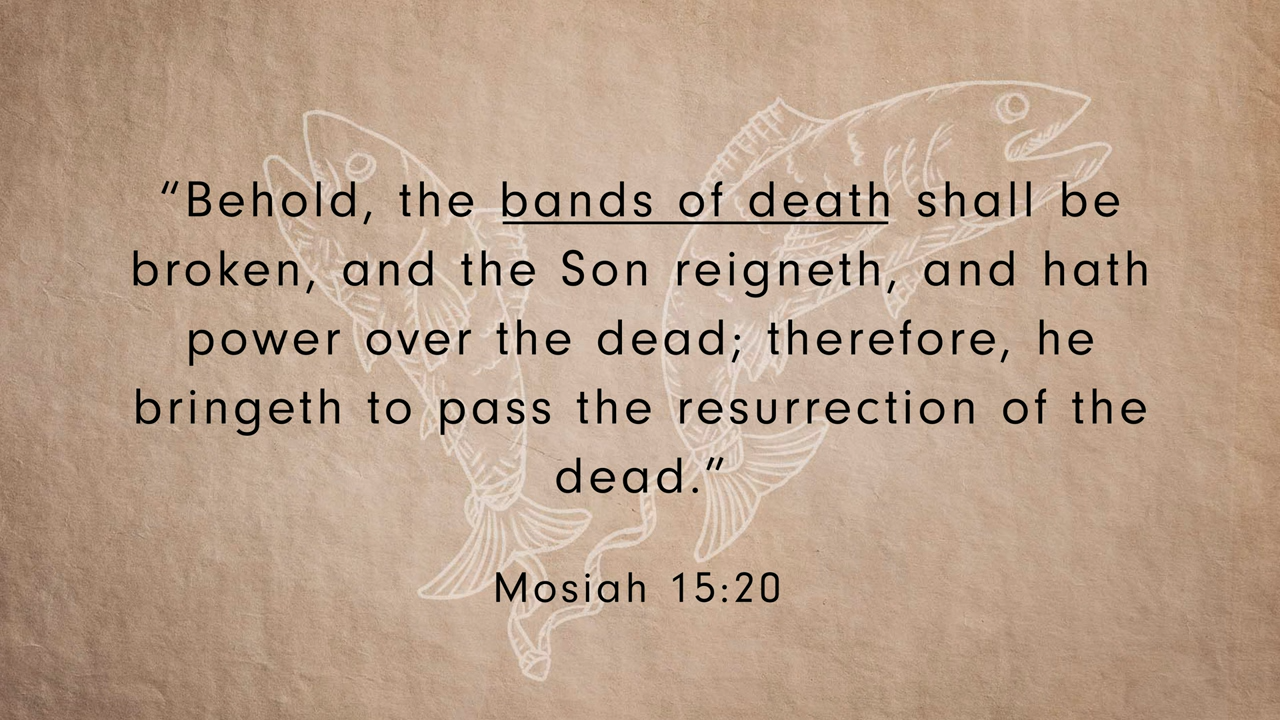 “Behold, the bands of death shall be
broken, and the Son reigneth, and hath
power over the dead; therefore, he
bringeth to pass the resurrection of the
dead.”
Mosiah 15:20